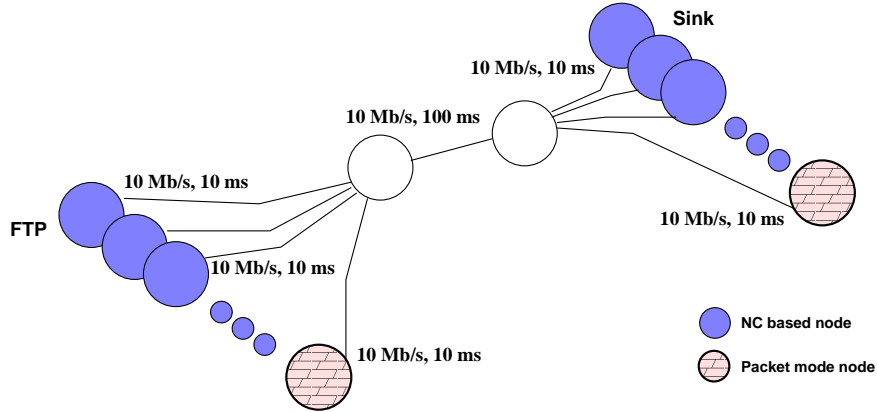 Sink
10 Mb/s, 10 ms
10 Mb/s, 100 ms
10 Mb/s, 10 ms
10 Mb/s, 10 ms
FTP
10 Mb/s, 10 ms
10 Mb/s, 10 ms
NC based node
Packet mode node